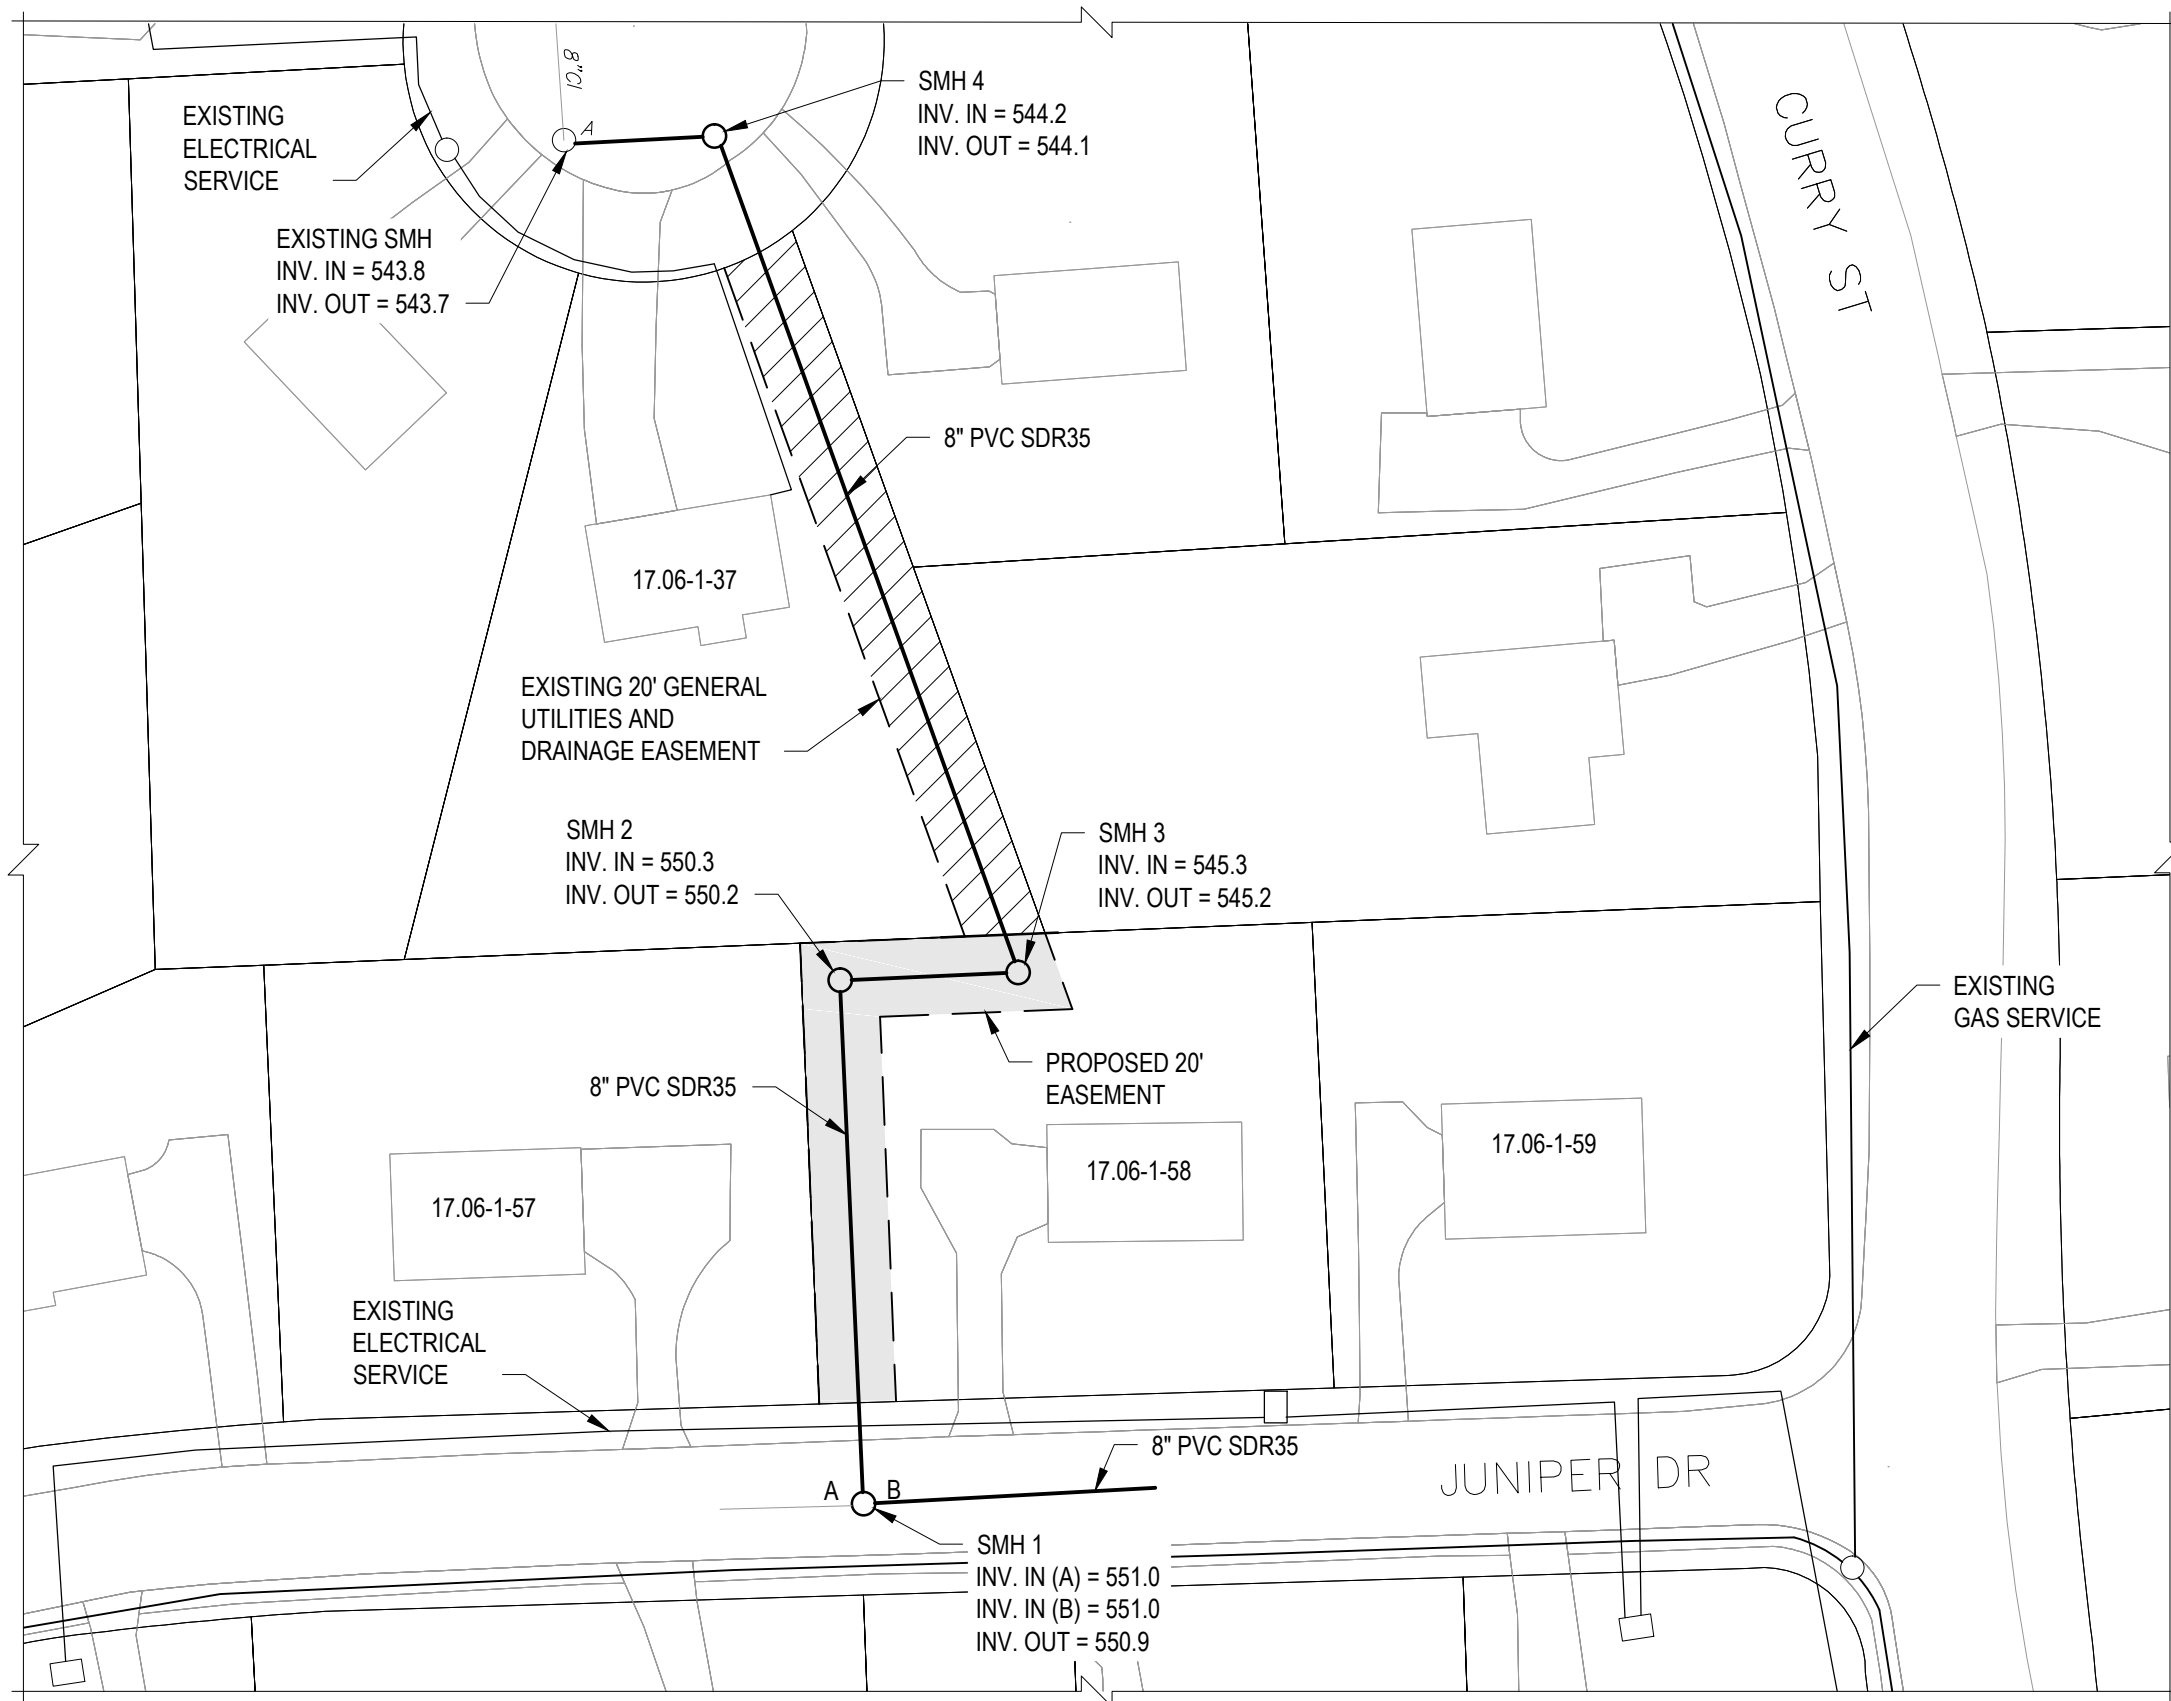 8"CI
A
SMH 4
INV. IN = 544.2
INV. OUT = 544.1
EXISTING
ELECTRICAL
SERVICE
CURRY ST
EXISTING SMH
INV. IN = 543.8
INV. OUT = 543.7
8" PVC SDR35
17.06-1-37
EXISTING 20' GENERAL
UTILITIES AND
DRAINAGE EASEMENT
SMH 2
INV. IN = 550.3
INV. OUT = 550.2
SMH 3
INV. IN = 545.3
INV. OUT = 545.2
EXISTING
GAS SERVICE
PROPOSED 20'
EASEMENT
8" PVC SDR35
17.06-1-57
17.06-1-58
17.06-1-59
EXISTING
ELECTRICAL
SERVICE
8" PVC SDR35
JUNIPER DR
A
B
SMH 1
INV. IN (A) = 551.0
INV. IN (B) = 551.0
INV. OUT = 550.9